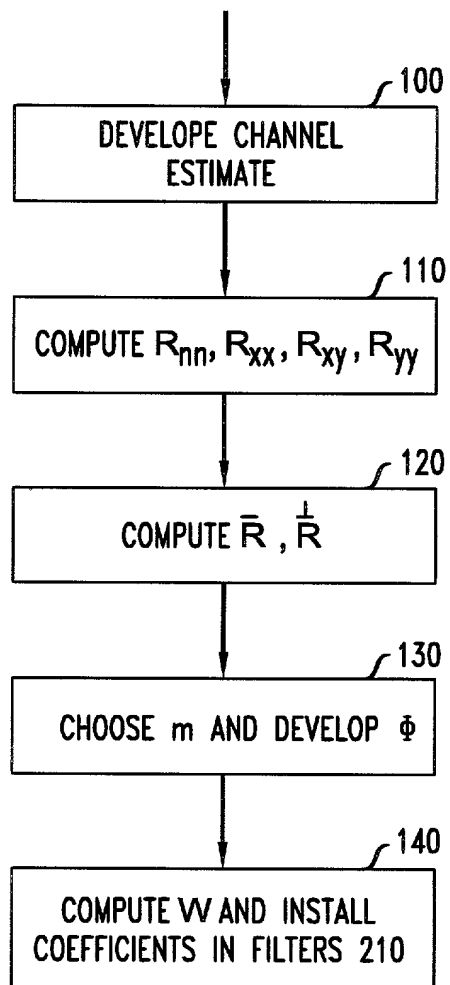 100
DEVELOPE CHANNEL
ESTIMATE
110
COMPUTE Rnn, Rxx, Rxy, Ryy
120
COMPUTE R̄ , R⊥
130
CHOOSE m AND DEVELOP Φ
140
COMPUTE W AND INSTALL
COEFFICIENTS IN FILTERS 210